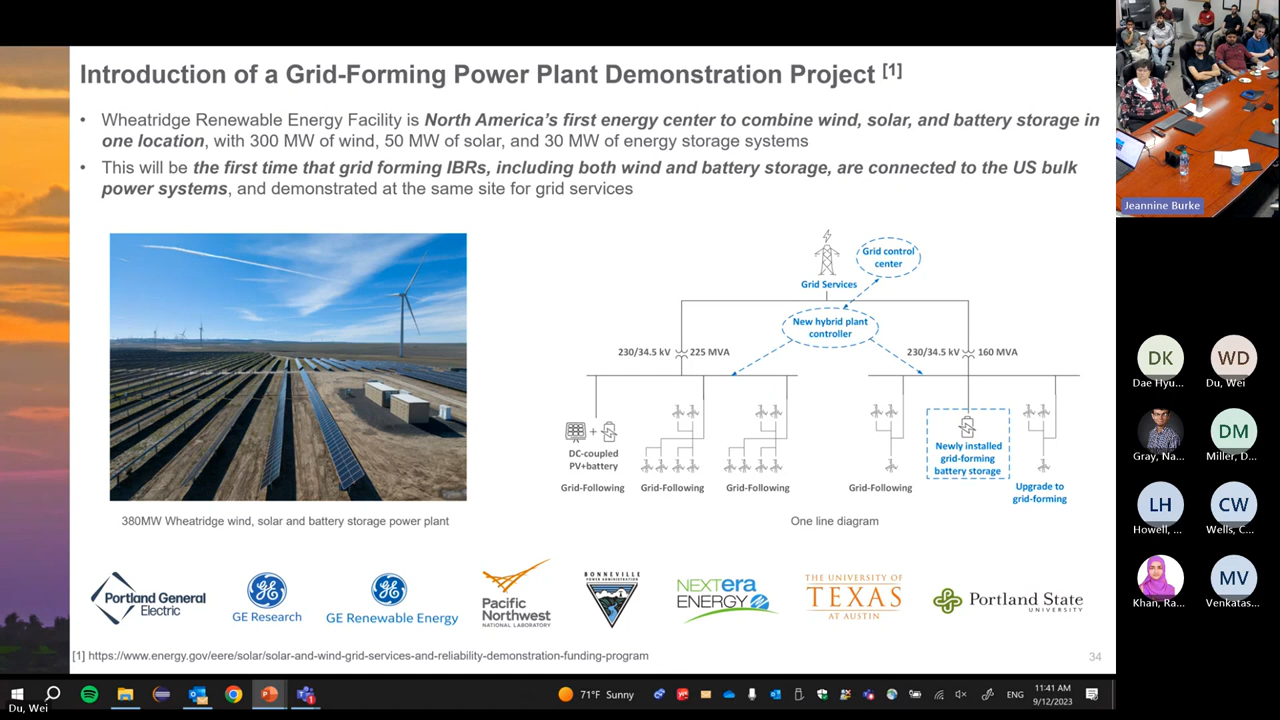 Introduction of a Grid-Forming Power Plant Demonstration Project [1]
• Wheatridge Renewable Energy Facility is North America's first energy center to combine wind, solar, and battery storage in
one location, with 300 MW of wind, 50 MW of solar, and 30 MW of energy storage systems
• This will be the first time that grid forming IBRs, including both wind and battery storage, are connected to the US bulk
power systems, and demonstrated at the same site for grid services
Grid control
center
Grid Services
New hybrid plant
controller
230/34.5 kV 225 MVA
230/34.5 kV 160 MVA
DC-coupled
PV+battery
Newly installed
grid-forming
battery storage
Grid-Following
Grid-Following
Grid-Following
Grid-Following
Upgrade to
grid-forming
380MW Wheatridge wind, solar and battery storage power plant
One line diagram
Portland General
Electric
GE
GE Research
GE
GE Renewable Energy
Pacific
Northwest
NATIONAL LABORATORY
BONNEVILLE
POWER ADMINISTRATION
NEXTera
ENERGY
THE UNIVERSITY OF
TEXAS
AT AUSTIN
Portland State
UNIVERSITY
[1] https://www.energy.gov/eere/solar/solar-and-wind-grid-services-and-reliability-demonstration-funding-program
34
Jeannine Burke
DK
Dae Hyu...
WD
Du, Wei
Gray, Na...
DM
Miller, D...
LH
Howell, ...
CW
Wells, C...
Khan, Ra...
MV
Venkatas...
71°F Sunny
ENG
11:41 AM
9/12/2023
Du, Wei